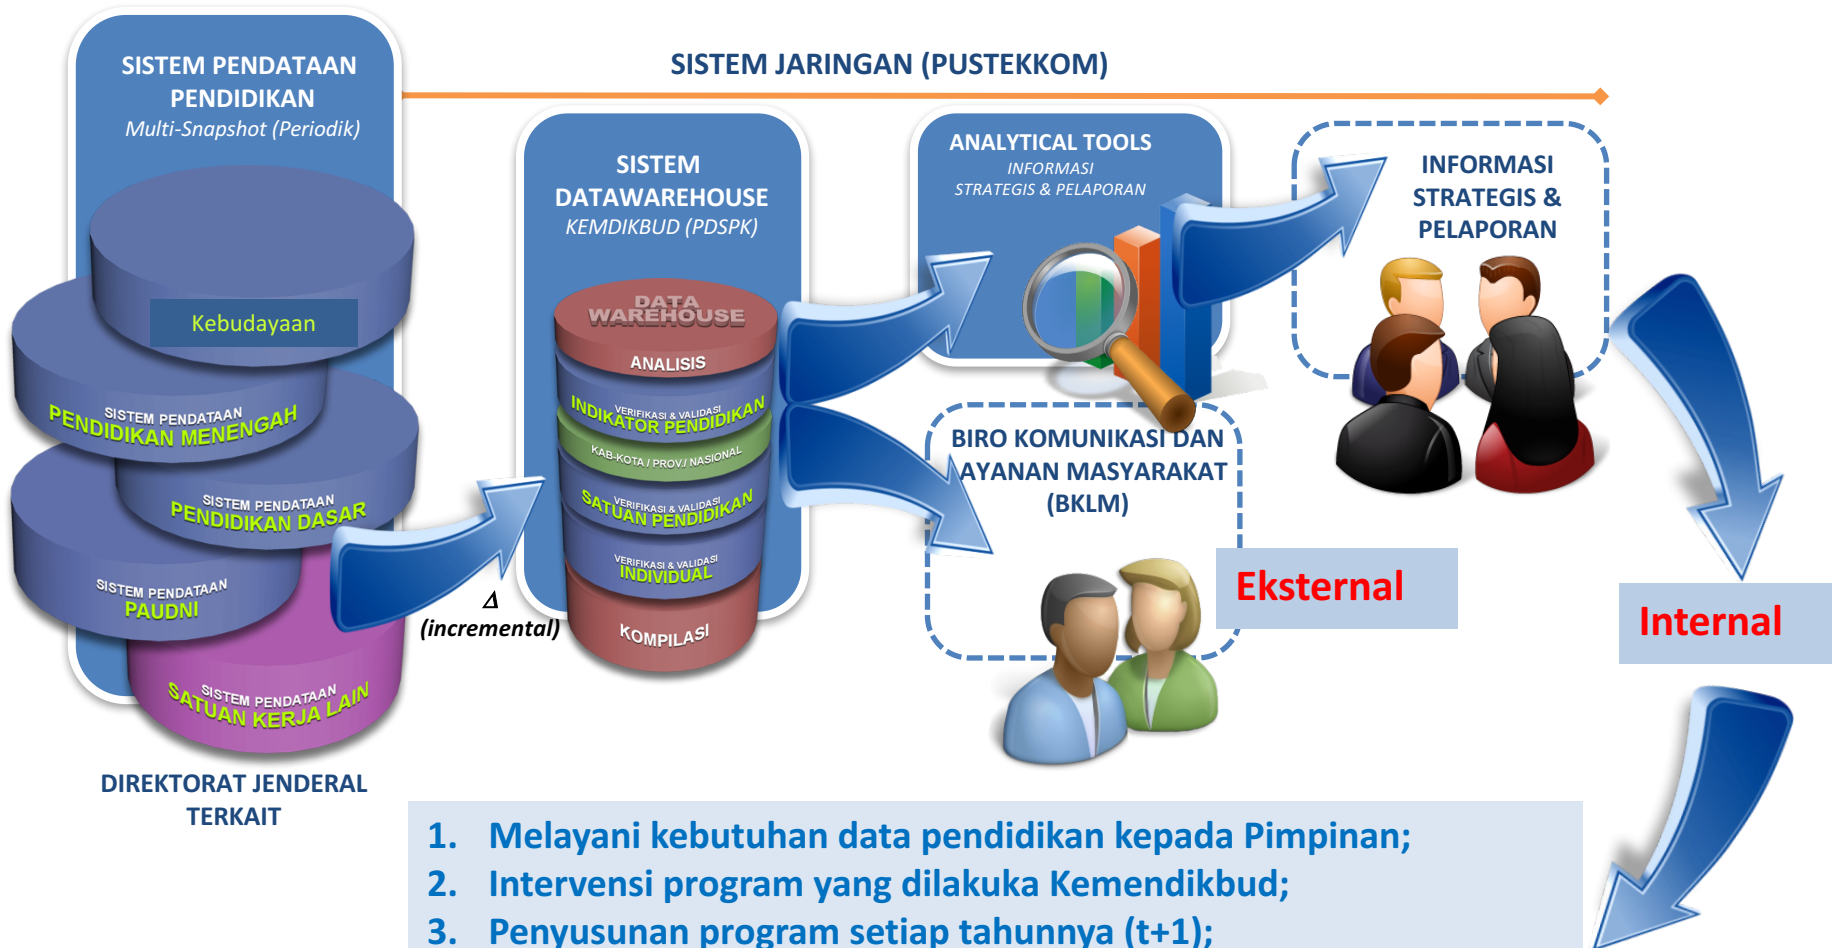 SISTEM PENDATAAN
PENDIDIKAN
Multi-Snapshot (Periodik)
Kebudayaan
SISTEM PENDATAAN
PENDIDIKAN MENENGAH
SISTEM PENDATAAN
PENDIDIKAN DASAR
SISTEM PENDATAAN
PAUDNI
SISTEM PENDATAAN
SATUAN KERJA LAIN
DIREKTORAT JENDERAL
TERKAIT
SISTEM JARINGAN (PUSTEKKOM)
Δ
(incremental)
SISTEM
DATAWAREHOUSE
KEMDIKBUD (PDSPK)
DATA
WAREHOUSE
ANALISIS
VERIFIKASI & VALIDASI
INDIKATOR PENDIDIKAN
KAB-KOTA / PROV./ NASIONAL
VERIFIKASI & VALIDASI
SATUAN PENDIDIKAN
VERIFIKASI & VALIDASI
INDIVIDUAL
KOMPILASI
ANALYTICAL TOOLS
INFORMASI
STRATEGIS & PELAPORAN
INFORMASI
STRATEGIS &
PELAPORAN
BIRO KOMUNIKASI DAN
AYANAN MASYARAKAT
(BKLM)
Eksternal
Internal
1. Melayani kebutuhan data pendidikan kepada Pimpinan;
2. Intervensi program yang dilakuka Kemendikbud;
3. Penyusunan program setiap tahunnya (t+1);